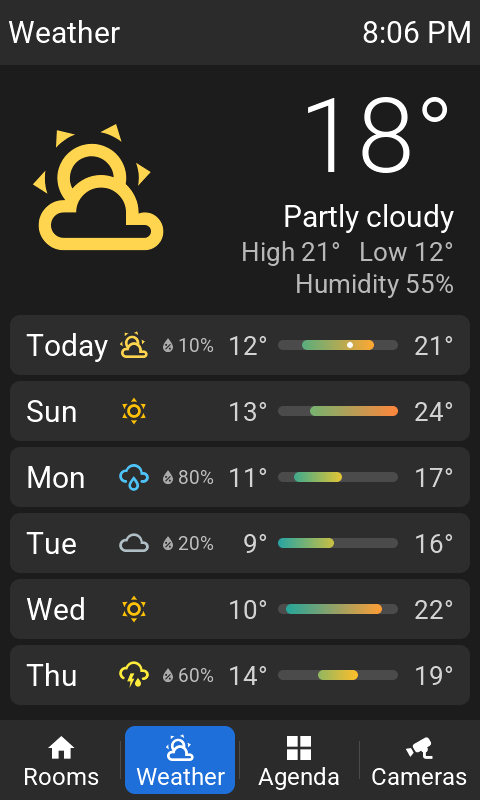 Weather 8:06 PM
18°
Partly cloudy
High 21° Low 12°
Humidity 55%
Today 10% 12° 21°
Sun 13° 24°
Mon 80% 11° 17°
Tue 20% 9° 16°
Wed 10° 22°
Thu 60% 14° 19°
Rooms Weather Agenda Cameras